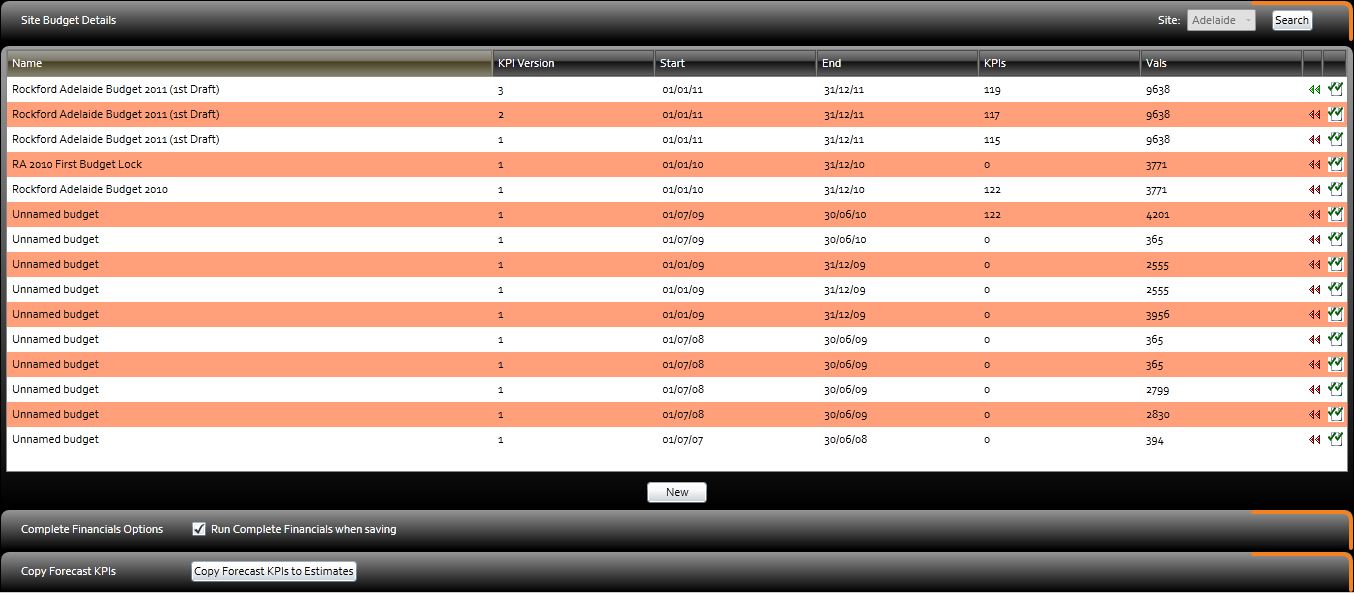 Site Budget Details Site: Adelaide Search
Name KPI Version Start End KPIs Vals
Rockford Adelaide Budget 2011 (1st Draft) 3 01/01/11 31/12/11 119 9638
Rockford Adelaide Budget 2011 (1st Draft) 2 01/01/11 31/12/11 117 9638
Rockford Adelaide Budget 2011 (1st Draft) 1 01/01/11 31/12/11 115 9638
RA 2010 First Budget Lock 1 01/01/10 31/12/10 0 3771
Rockford Adelaide Budget 2010 1 01/01/10 31/12/10 122 3771
Unnamed budget 1 01/07/09 30/06/10 122 4201
Unnamed budget 1 01/07/09 30/06/10 0 365
Unnamed budget 1 01/01/09 31/12/09 0 2555
Unnamed budget 1 01/01/09 31/12/09 0 2555
Unnamed budget 1 01/01/09 31/12/09 0 3956
Unnamed budget 1 01/07/08 30/06/09 0 365
Unnamed budget 1 01/07/08 30/06/09 0 365
Unnamed budget 1 01/07/08 30/06/09 0 2799
Unnamed budget 1 01/07/08 30/06/09 0 2830
Unnamed budget 1 01/07/07 30/06/08 0 394
New
Complete Financials Options Run Complete Financials when saving
Copy Forecast KPIs Copy Forecast KPIs to Estimates